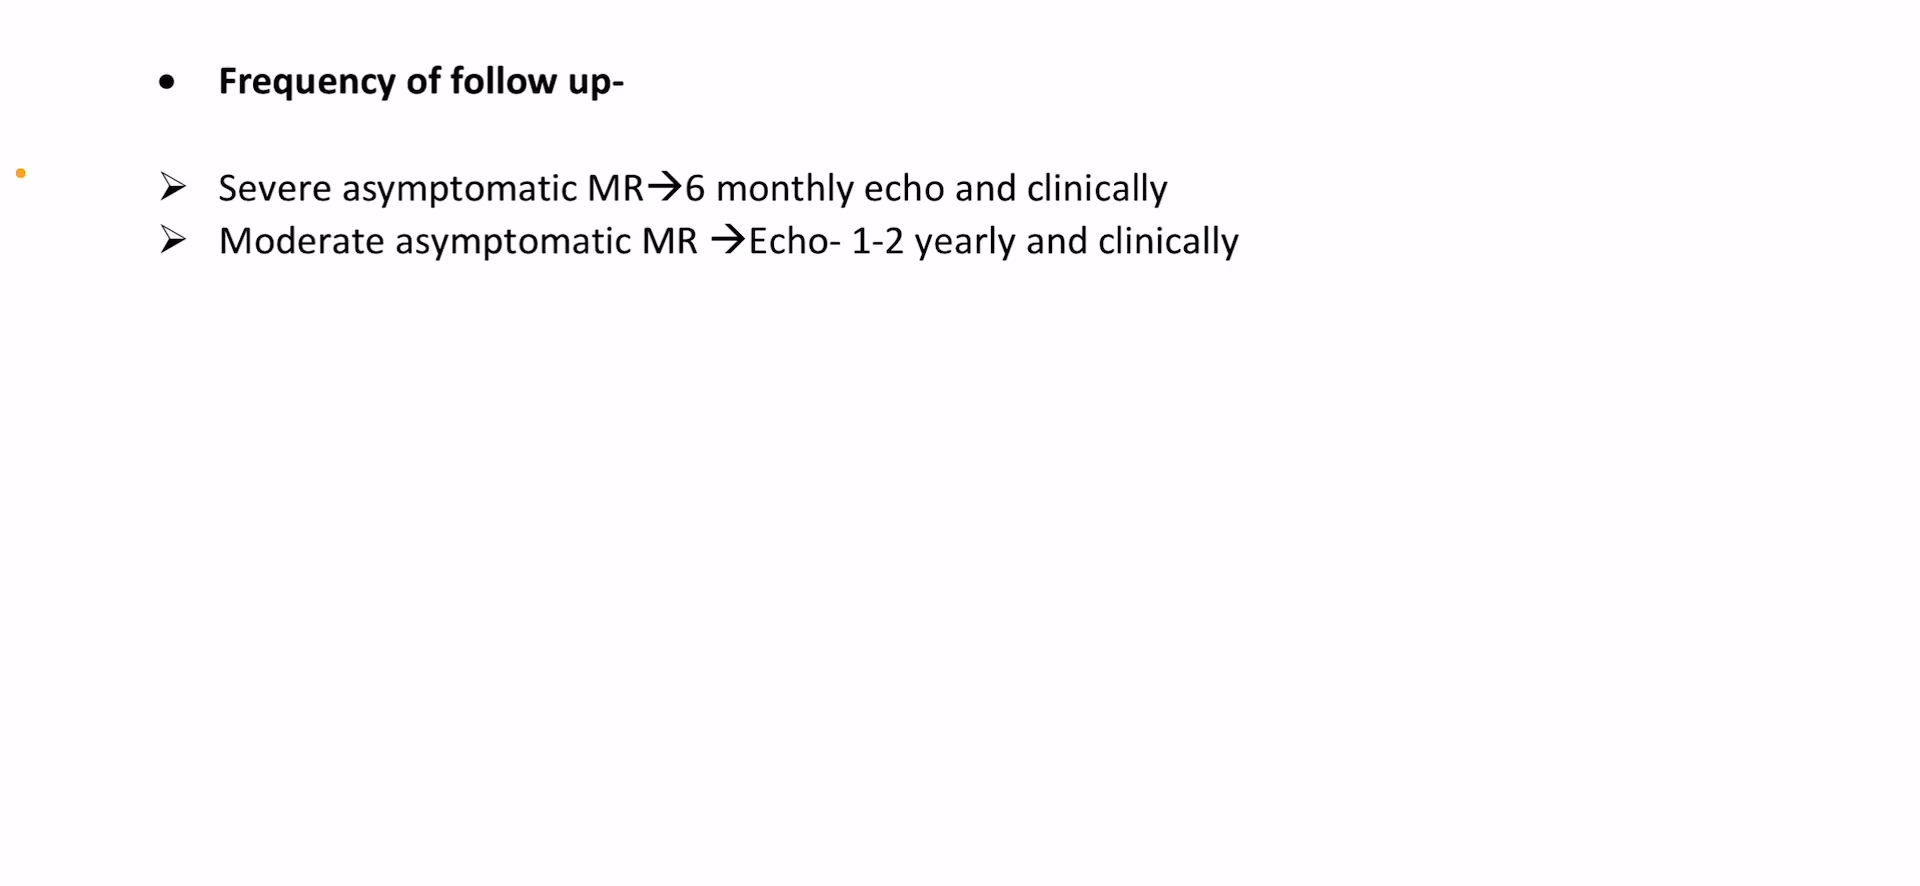 • Frequency of follow up-
➢ Severe asymptomatic MR→6 monthly echo and clinically
➢ Moderate asymptomatic MR →Echo- 1-2 yearly and clinically